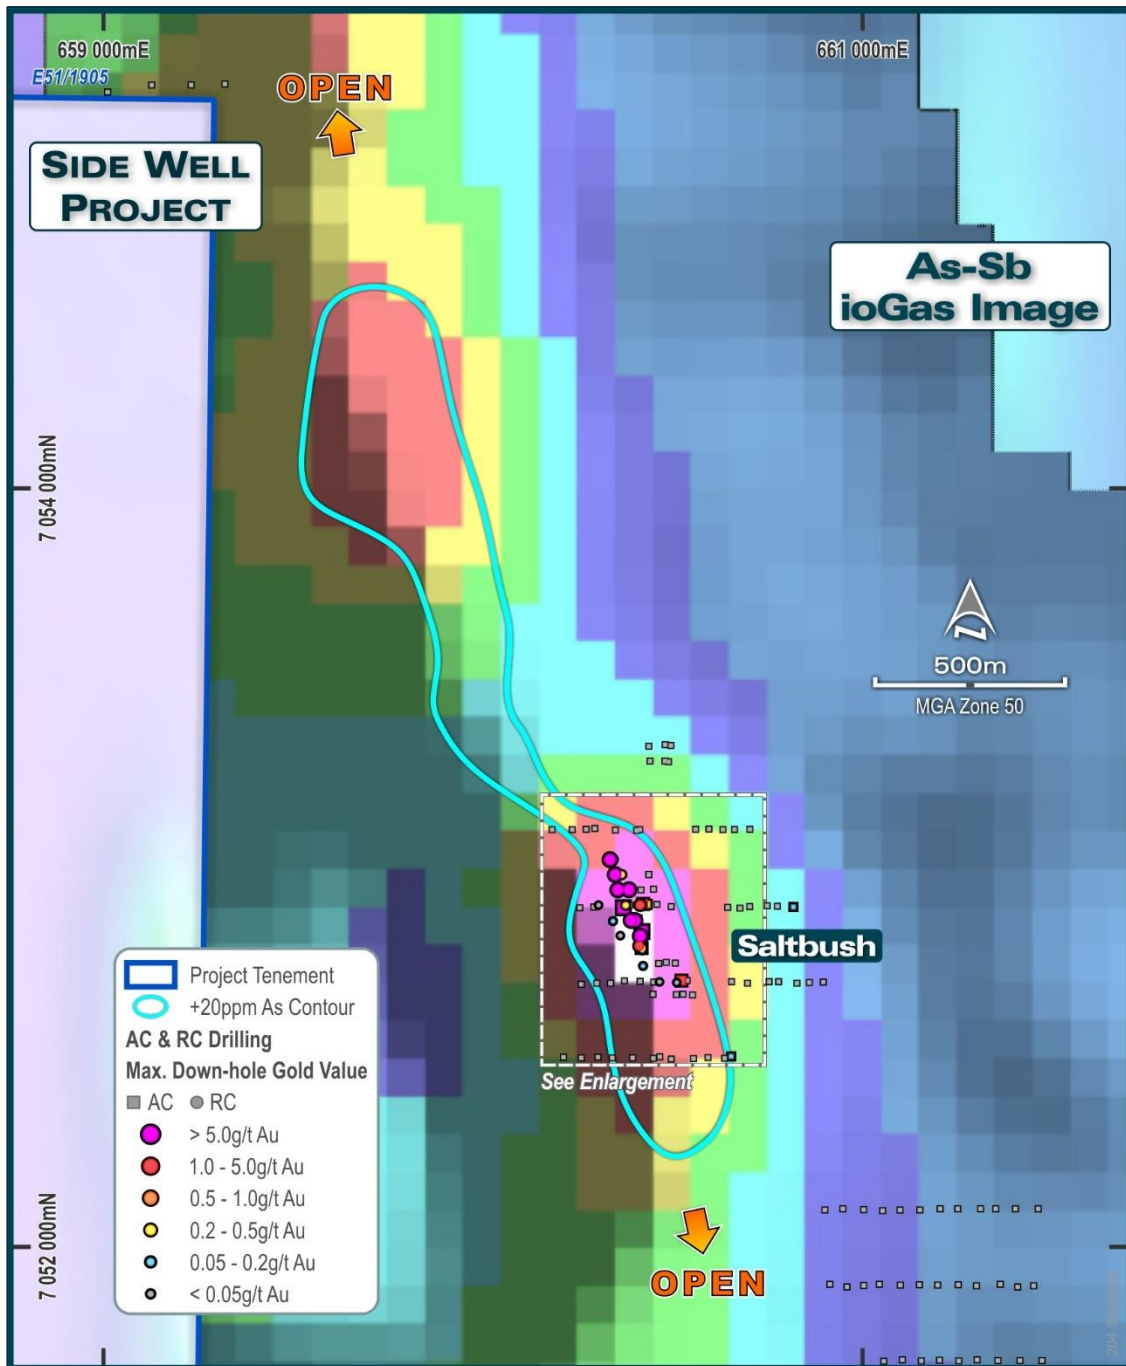 659 000mE
661 000mE
E51/1905
OPEN
SIDE WELL
PROJECT
As-Sb
ioGas Image
7 054 000mN
N
500m
MGA Zone 50
Saltbush
See Enlargement
Project Tenement
+20ppm As Contour
AC & RC Drilling
Max. Down-hole Gold Value
AC RC
> 5.0g/t Au
1.0 - 5.0g/t Au
0.5 - 1.0g/t Au
0.2 - 0.5g/t Au
0.05 - 0.2g/t Au
< 0.05g/t Au
7 052 000mN
OPEN